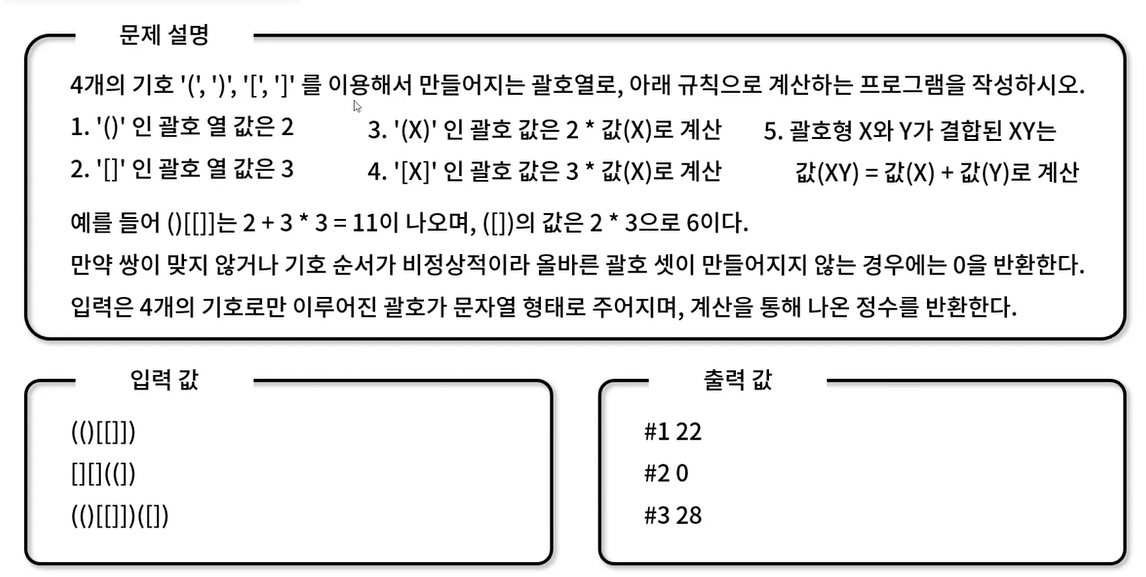 문제 설명
4개의 기호 '(', ')', '[', ']' 를 이용해서 만들어지는 괄호열로, 아래 규칙으로 계산하는 프로그램을 작성하시오.
1. '()' 인 괄호 열 값은 2
2. '[]' 인 괄호 열 값은 3
3. '(X)' 인 괄호 값은 2 * 값(X)로 계산
4. '[X]' 인 괄호 값은 3 * 값(X)로 계산
5. 괄호형 X와 Y가 결합된 XY는
값(XY) = 값(X) + 값(Y)로 계산
예를 들어 ()[[]]는 2 + 3 * 3 = 11이 나오며, ([])의 값은 2 * 3으로 6이다.
만약 쌍이 맞지 않거나 기호 순서가 비정상적이라 올바른 괄호 셋이 만들어지지 않는 경우에는 0을 반환한다.
입력은 4개의 기호로만 이루어진 괄호가 문자열 형태로 주어지며, 계산을 통해 나온 정수를 반환한다.
입력 값
(()[[]])
[][]((])
(()[[]])([])
출력 값
#1 22
#2 0
#3 28